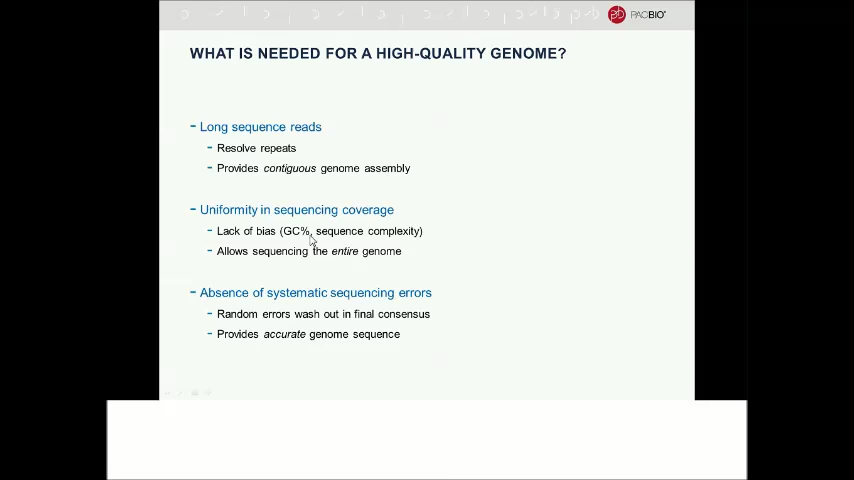 PACBIO
WHAT IS NEEDED FOR A HIGH-QUALITY GENOME?
- Long sequence reads
- Resolve repeats
- Provides contiguous genome assembly
- Uniformity in sequencing coverage
- Lack of bias (GC%, sequence complexity)
- Allows sequencing the entire genome
- Absence of systematic sequencing errors
- Random errors wash out in final consensus
- Provides accurate genome sequence